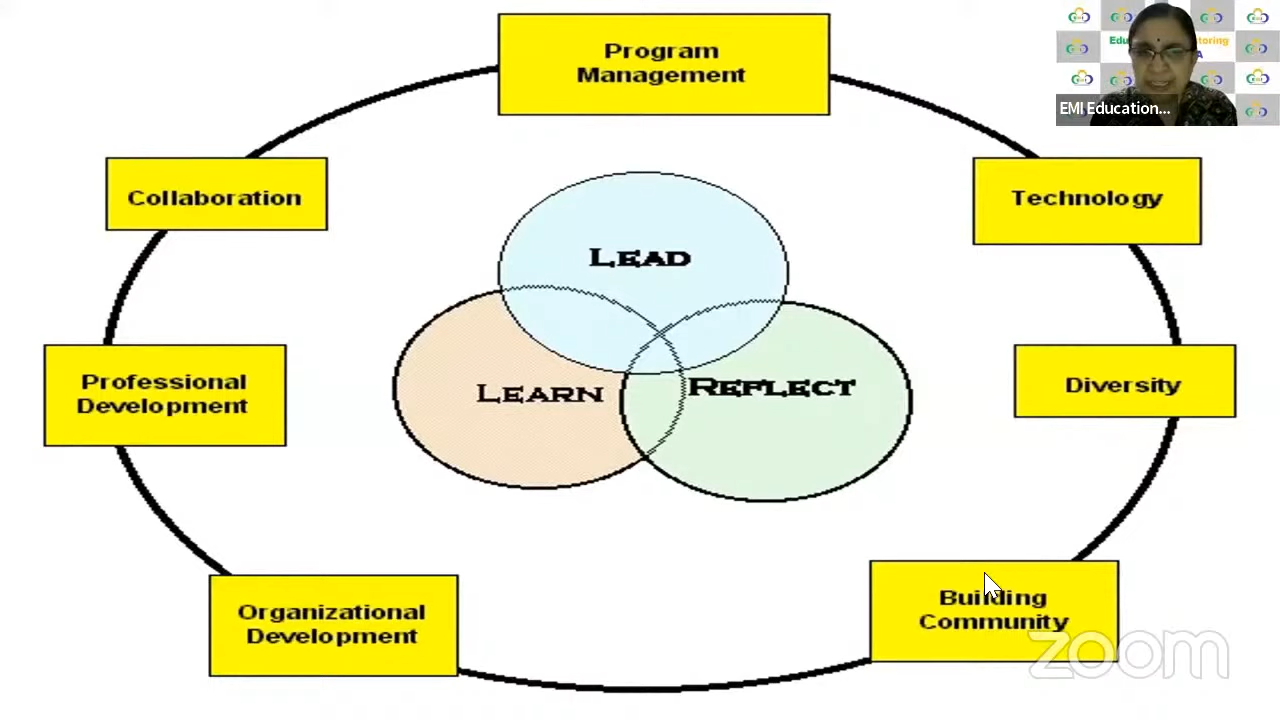 Program
Management
EMI Education...
Collaboration
Technology
LEAD
Professional
Development
LEARN
REFLECT
Diversity
Organizational
Development
Building
Community
zoom